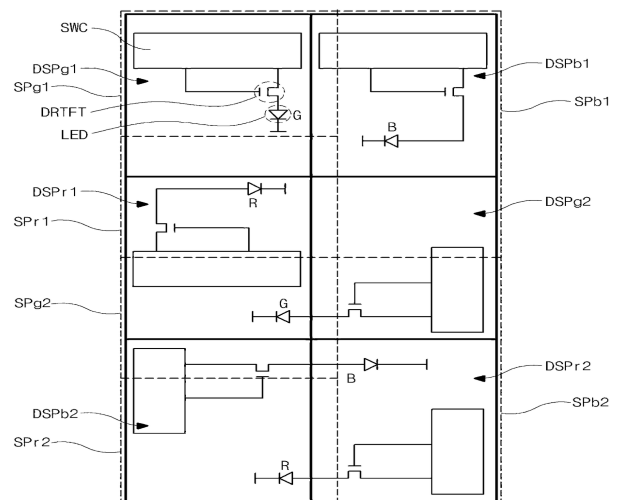 SWC
DSPg1
SPg1
DRTFT
LED
G
B
DSPb1
SPb1
DSPr1
SPr1
R
DSPg2
SPg2
G
B
DSPr2
SPb2
DSPb2
SPr2
R